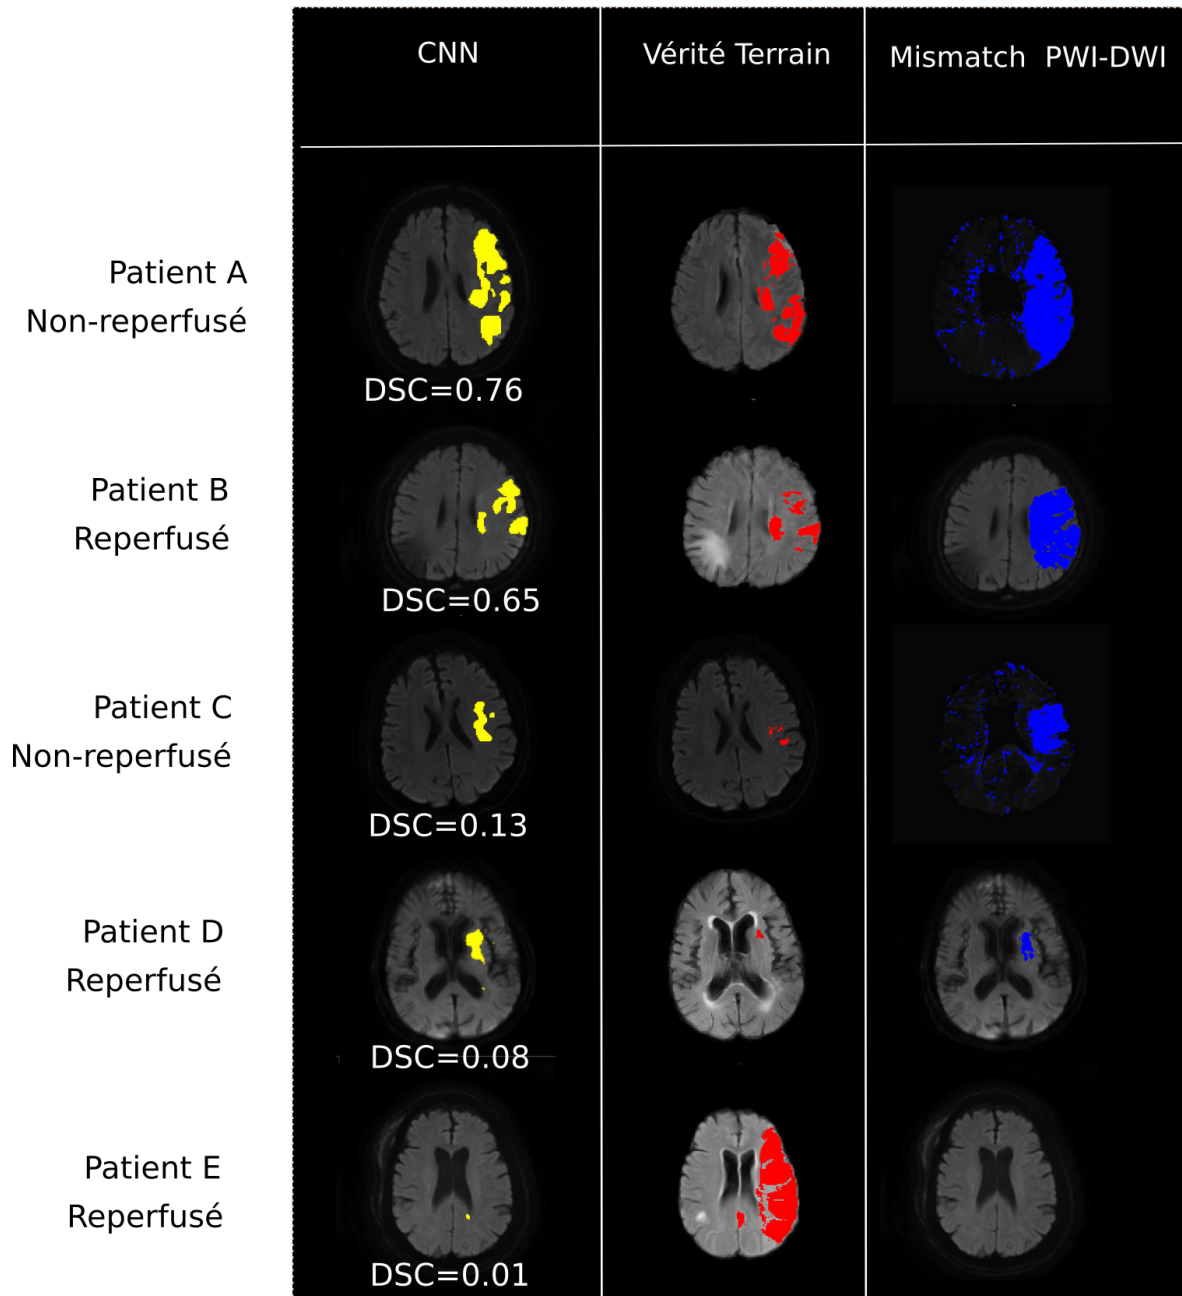 CNN
Vérité Terrain
Mismatch PWI-DWI
Patient A
Non-reperfusé
DSC=0.76
Patient B
Reperfusé
DSC=0.65
Patient C
Non-reperfusé
DSC=0.13
Patient D
Reperfusé
DSC=0.08
Patient E
Reperfusé
DSC=0.01